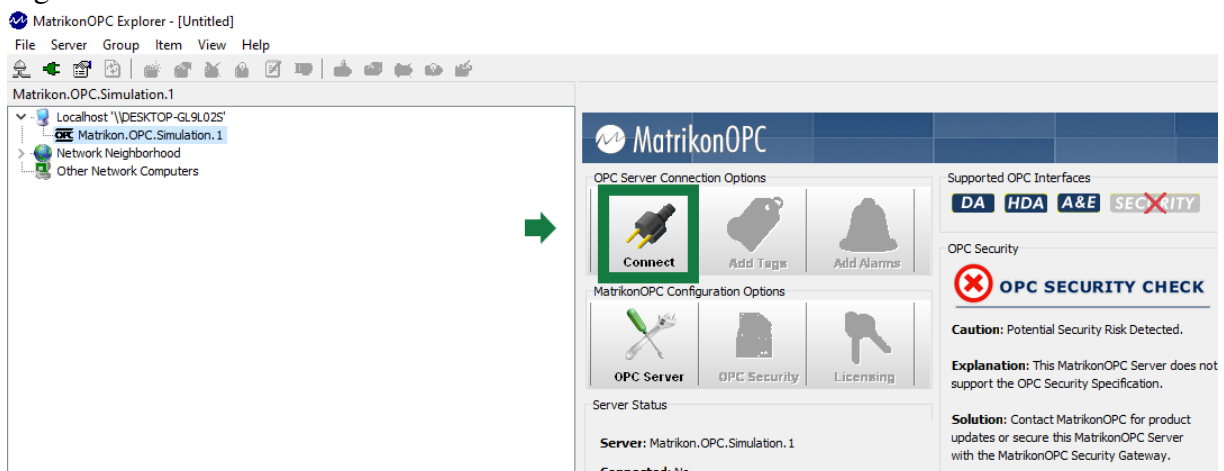 MatrikonOPC Explorer - [Untitled]
File Server Group Item View Help
Matrikon.OPC.Simulation.1
Localhost '\\DESKTOP-GL9L02S'
OPC Matrikon.OPC.Simulation.1
Network Neighborhood
Other Network Computers
MatrikonOPC
OPC Server Connection Options
Connect Add Tags Add Alarms
MatrikonOPC Configuration Options
OPC Server OPC Security Licensing
Server Status
Server: Matrikon.OPC.Simulation.1
Connected: No
Supported OPC Interfaces
DA HDA A&E SECURITY
OPC Security
OPC SECURITY CHECK
Caution: Potential Security Risk Detected.
Explanation: This MatrikonOPC Server does not
support the OPC Security Specification.
Solution: Contact MatrikonOPC for product
updates or secure this MatrikonOPC Server
with the MatrikonOPC Security Gateway.